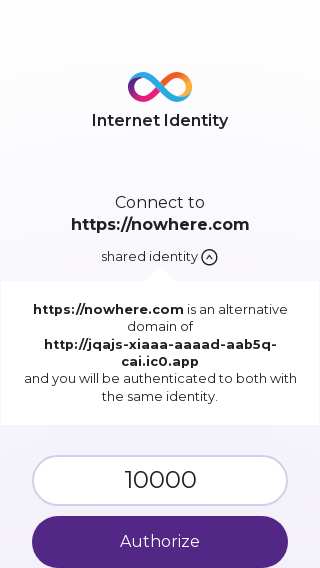 Internet Identity
Connect to
https://nowhere.com
shared identity
https://nowhere.com is an alternative
domain of
http://jqajs-xiaaa-aaaad-aab5q-
cai.ic0.app
and you will be authenticated to both with
the same identity.
10000
Authorize